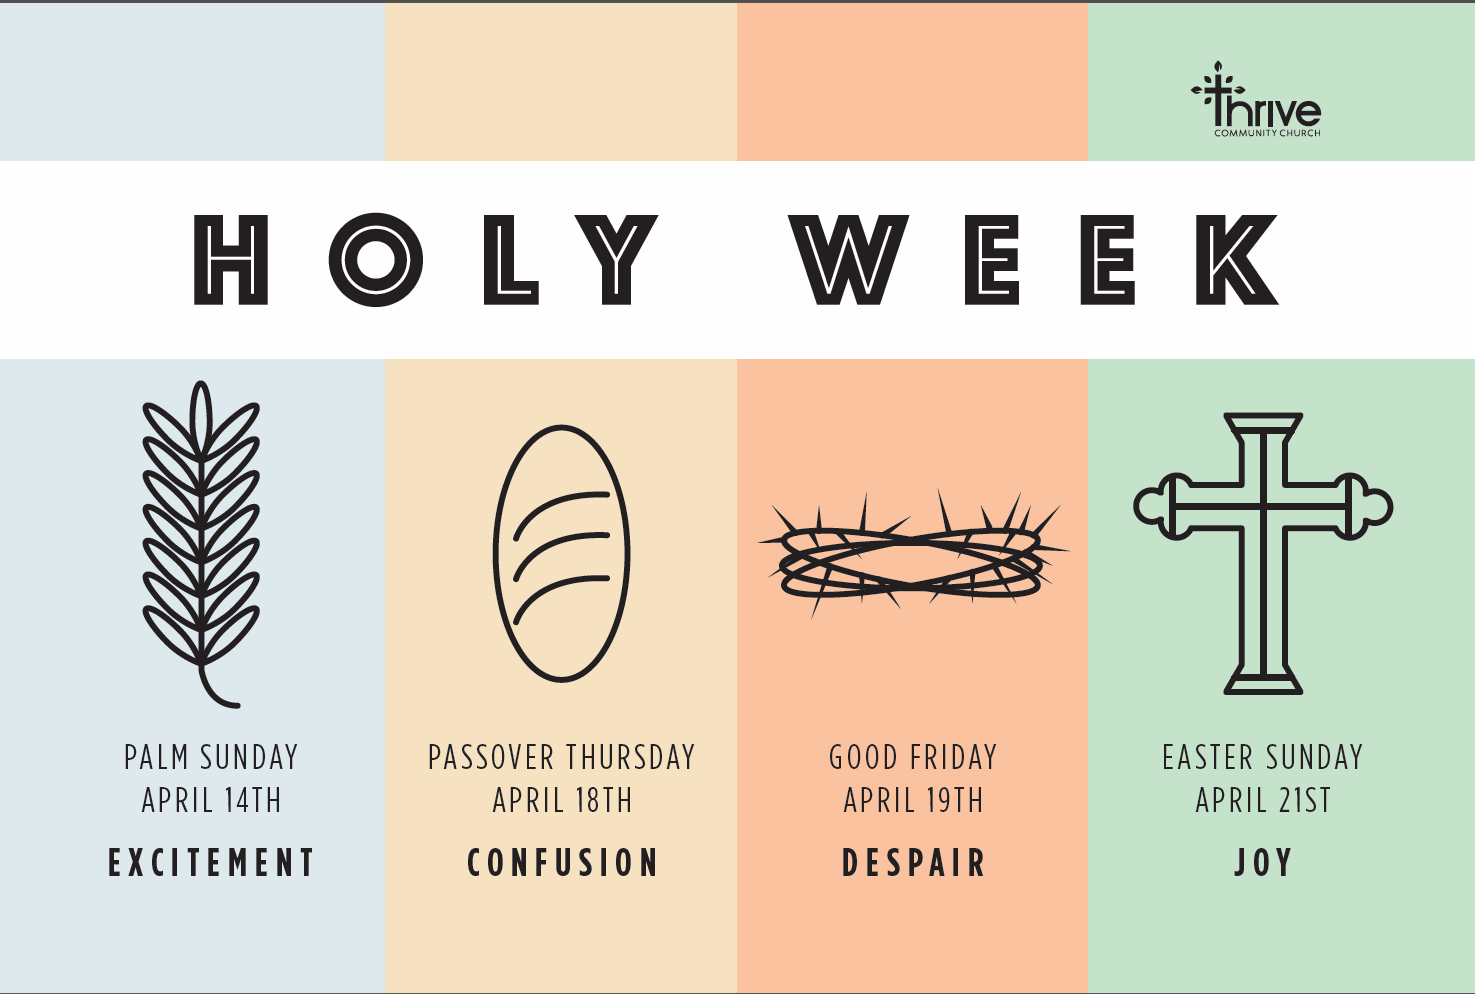 thrive
COMMUNITY CHURCH
HOLY WEEK
PALM SUNDAY
APRIL 14TH
EXCITEMENT
PASSOVER THURSDAY
APRIL 18TH
CONFUSION
GOOD FRIDAY
APRIL 19TH
DESPAIR
EASTER SUNDAY
APRIL 21ST
JOY